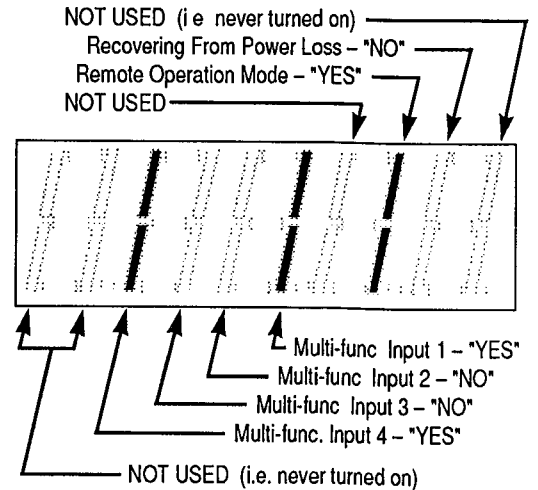 NOT USED (i e never turned on)
Recovering From Power Loss – "NO"
Remote Operation Mode – "YES"
NOT USED
Multi-func Input 1 – "YES"
Multi-func Input 2 – "NO"
Multi-func Input 3 – "NO"
Multi-func. Input 4 – "YES"
NOT USED (i.e. never turned on)